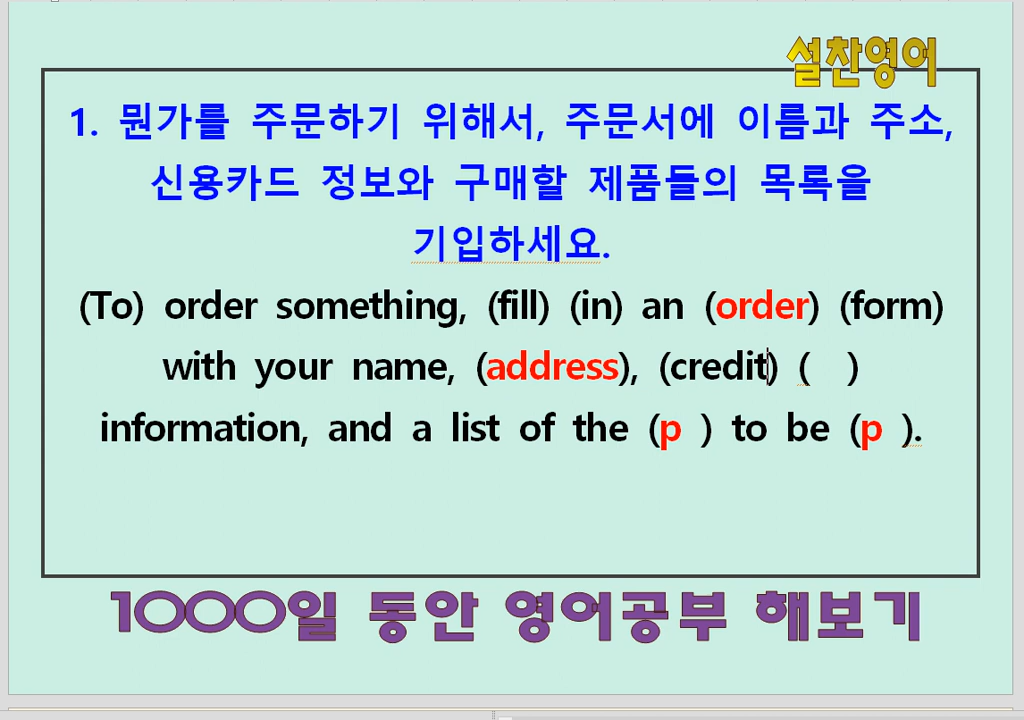 설찬영어
1. 뭔가를 주문하기 위해서, 주문서에 이름과 주소,
신용카드 정보와 구매할 제품들의 목록을
기입하세요.
(To) order something, (fill) (in) an (order) (form)
with your name, (address), (credit) (  )
information, and a list of the (p ) to be (p ).
1000일 동안 영어공부 해보기